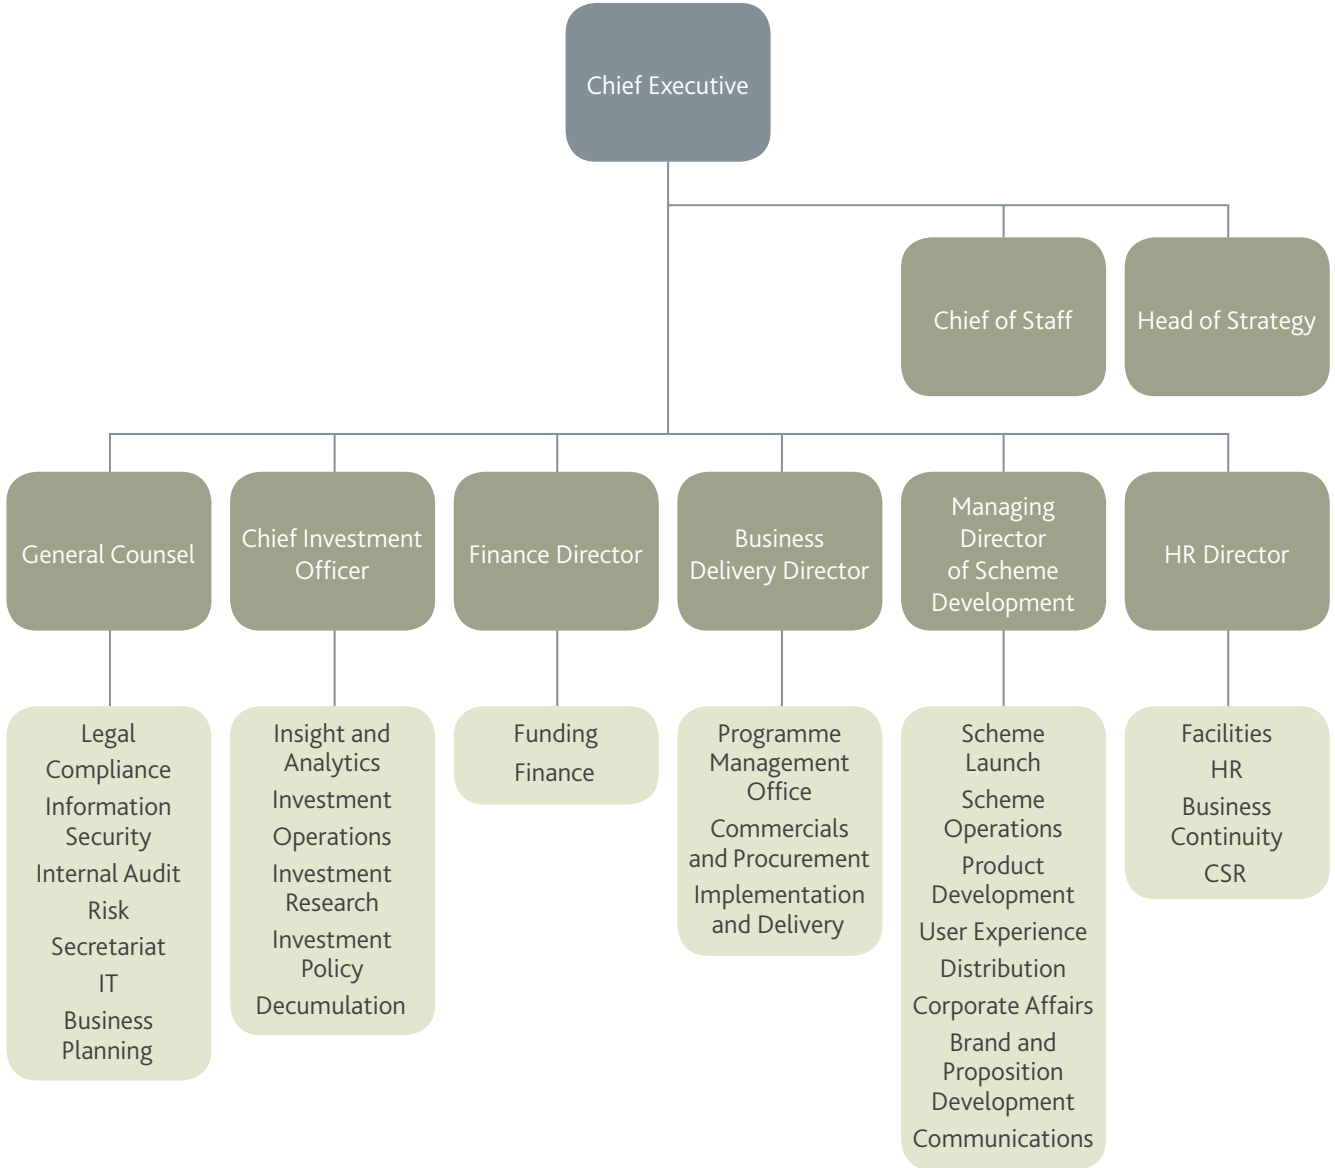 Chief Executive
Chief of Staff
Head of Strategy
General Counsel
Chief Investment
Officer
Finance Director
Business
Delivery Director
Managing
Director
of Scheme
Development
HR Director
Legal
Compliance
Information
Security
Internal Audit
Risk
Secretariat
IT
Business
Planning
Insight and
Analytics
Investment
Operations
Investment
Research
Investment
Policy
Decumulation
Funding
Finance
Programme
Management
Office
Commercials
and Procurement
Implementation
and Delivery
Scheme
Launch
Scheme
Operations
Product
Development
User Experience
Distribution
Corporate Affairs
Brand and
Proposition
Development
Communications
Facilities
HR
Business
Continuity
CSR